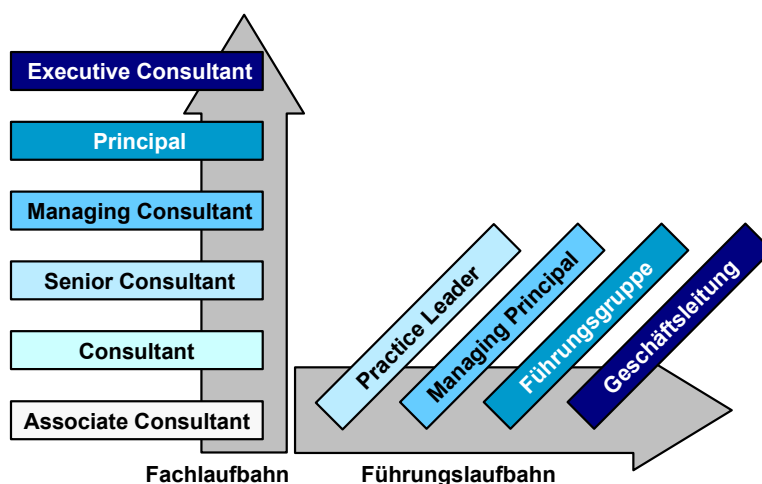 Executive Consultant
Principal
Managing Consultant
Senior Consultant
Consultant
Associate Consultant
Practice Leader
Managing Principal
Führungsgruppe
Geschäftsleitung
Fachlaufbahn
Führungslaufbahn